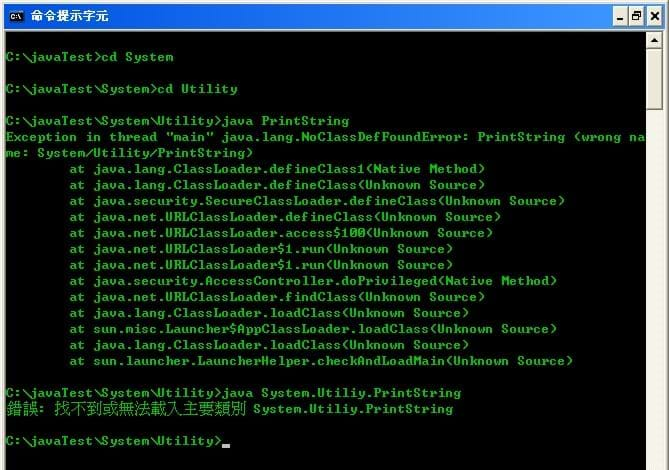 命令提示字元
C:\javaTest>cd System
C:\javaTest\System>cd Utility
C:\javaTest\System\Utility>java PrintString
Exception in thread "main" java.lang.NoClassDefFoundError: PrintString (wrong na
me: System/Utility/PrintString)
at java.lang.ClassLoader.defineClass1(Native Method)
at java.lang.ClassLoader.defineClass(Unknown Source)
at java.security.SecureClassLoader.defineClass(Unknown Source)
at java.net.URLClassLoader.defineClass(Unknown Source)
at java.net.URLClassLoader.access$100(Unknown Source)
at java.net.URLClassLoader$1.run(Unknown Source)
at java.net.URLClassLoader$1.run(Unknown Source)
at java.security.AccessController.doPrivileged(Native Method)
at java.net.URLClassLoader.findClass(Unknown Source)
at java.lang.ClassLoader.loadClass(Unknown Source)
at sun.misc.Launcher$AppClassLoader.loadClass(Unknown Source)
at java.lang.ClassLoader.loadClass(Unknown Source)
at sun.launcher.LauncherHelper.checkAndLoadMain(Unknown Source)
C:\javaTest\System\Utility>java System.Utiliy.PrintString
錯誤: 找不到或無法載入主要類別 System.Utiliy.PrintString
C:\javaTest\System\Utility>_